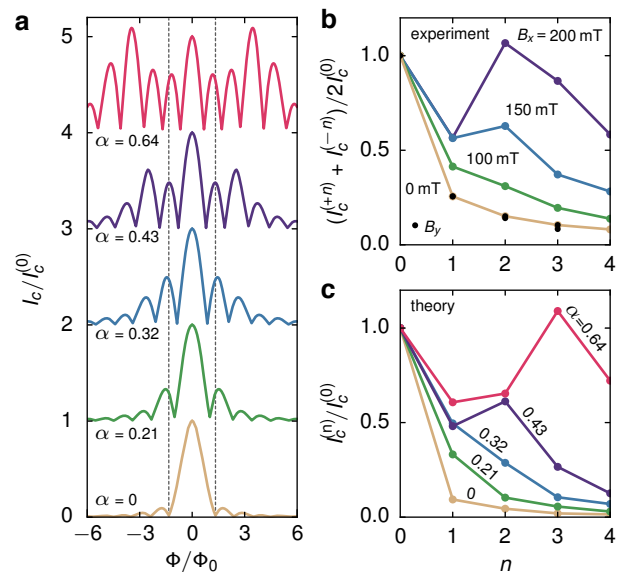 a
I_c / I_c^(0)
5
4
3
2
1
0
α = 0.64
α = 0.43
α = 0.32
α = 0.21
α = 0
−6 −3 0 3 6
Φ/Φ_0
b
experiment
B_x = 200 mT
150 mT
100 mT
0 mT
B_y
(I_c^(+n) + I_c^(−n))/2I_c^(0)
1.0
0.5
0.0
0 1 2 3 4
c
theory
α=0.64
0.43
0.32
0.21
0
I_c^(n)/I_c^(0)
1.0
0.5
0.0
0 1 2 3 4
n